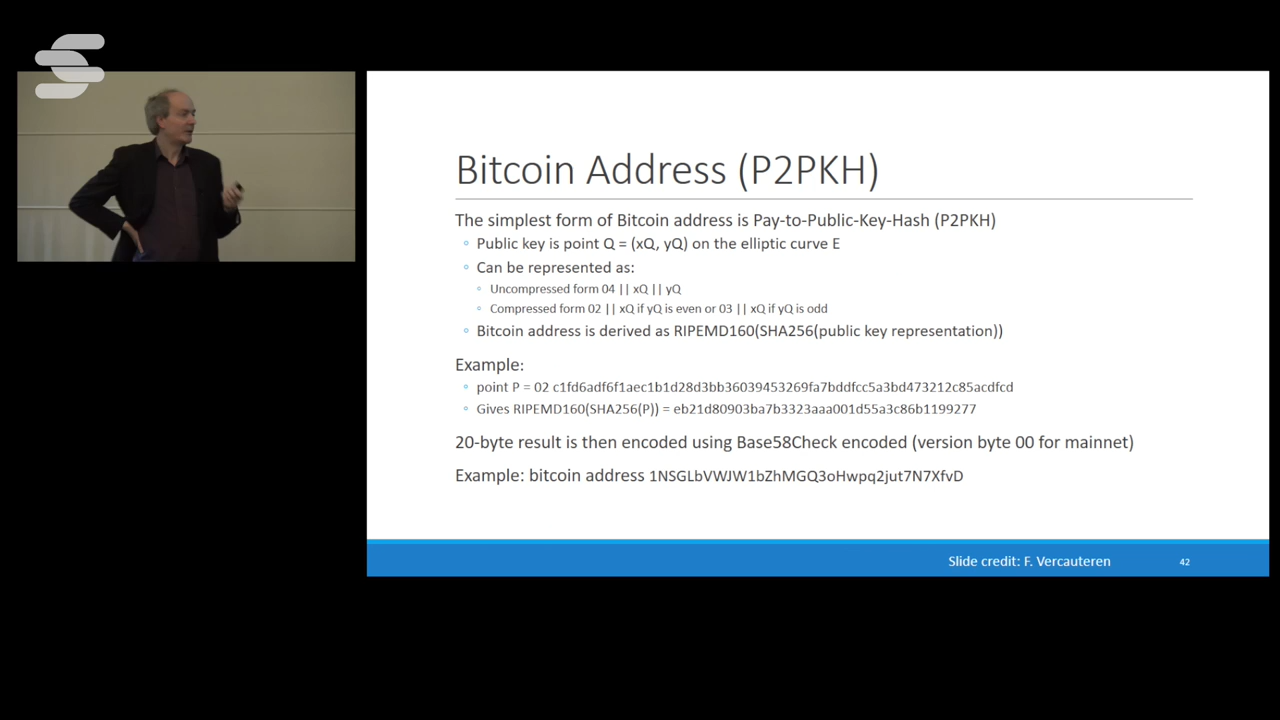 Bitcoin Address (P2PKH)
The simplest form of Bitcoin address is Pay-to-Public-Key-Hash (P2PKH)
Public key is point Q = (xQ, yQ) on the elliptic curve E
Can be represented as:
Uncompressed form 04 || xQ || yQ
Compressed form 02 || xQ if yQ is even or 03 || xQ if yQ is odd
Bitcoin address is derived as RIPEMD160(SHA256(public key representation))
Example:
point P = 02 c1fd6adf6f1aec1b1d28d3bb36039453269fa7bddfcc5a3bd473212c85acdfcd
Gives RIPEMD160(SHA256(P)) = eb21d80903ba7b3323aaa001d55a3c86b1199277
20-byte result is then encoded using Base58Check encoded (version byte 00 for mainnet)
Example: bitcoin address 1NSGLbVWJW1bZhMGQ3oHwpq2jut7N7XfvD
Slide credit: F. Vercauteren
42